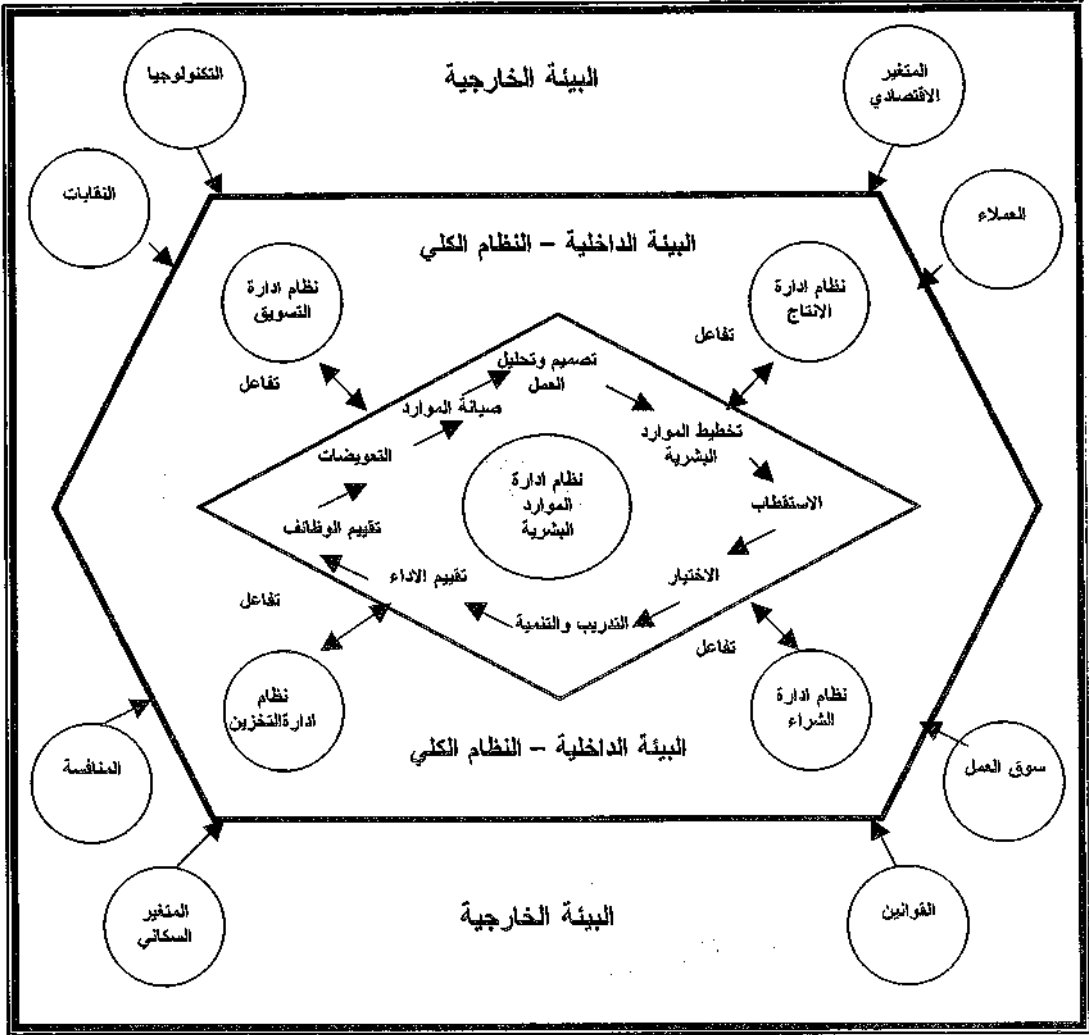 البيئة الخارجية
التكنولوجيا
المتغير
الاقتصادي
النقابات
العملاء
البيئة الداخلية – النظام الكلي
نظام ادارة
الانتاج
نظام ادارة
التسويق
تفاعل
تفاعل
تصميم وتحليل
العمل
تخطيط الموارد
البشرية
الاستقطاب
الاختيار
التدريب والتنمية
تقييم الاداء
تقييم الوظائف
التعويضات
صيانة الموارد
نظام ادارة
الموارد
البشرية
تفاعل
تفاعل
نظام ادارة
الشراء
نظام
ادارةالتخزين
البيئة الداخلية – النظام الكلي
سوق العمل
المنافسة
القوانين
المتغير
السكاني
البيئة الخارجية